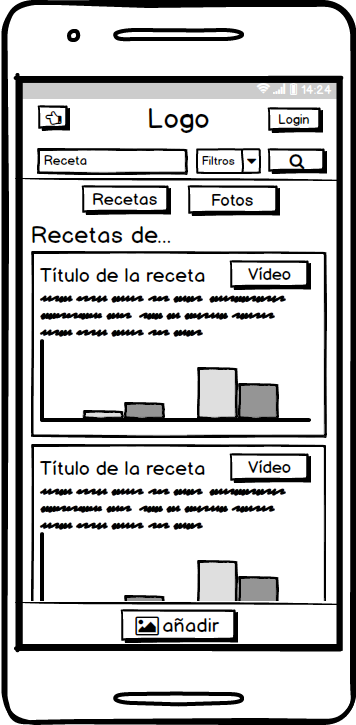 14:24
Logo
Login
Receta
Filtros
Recetas
Fotos
Recetas de...
Título de la receta
Vídeo
Título de la receta
Vídeo
añadir